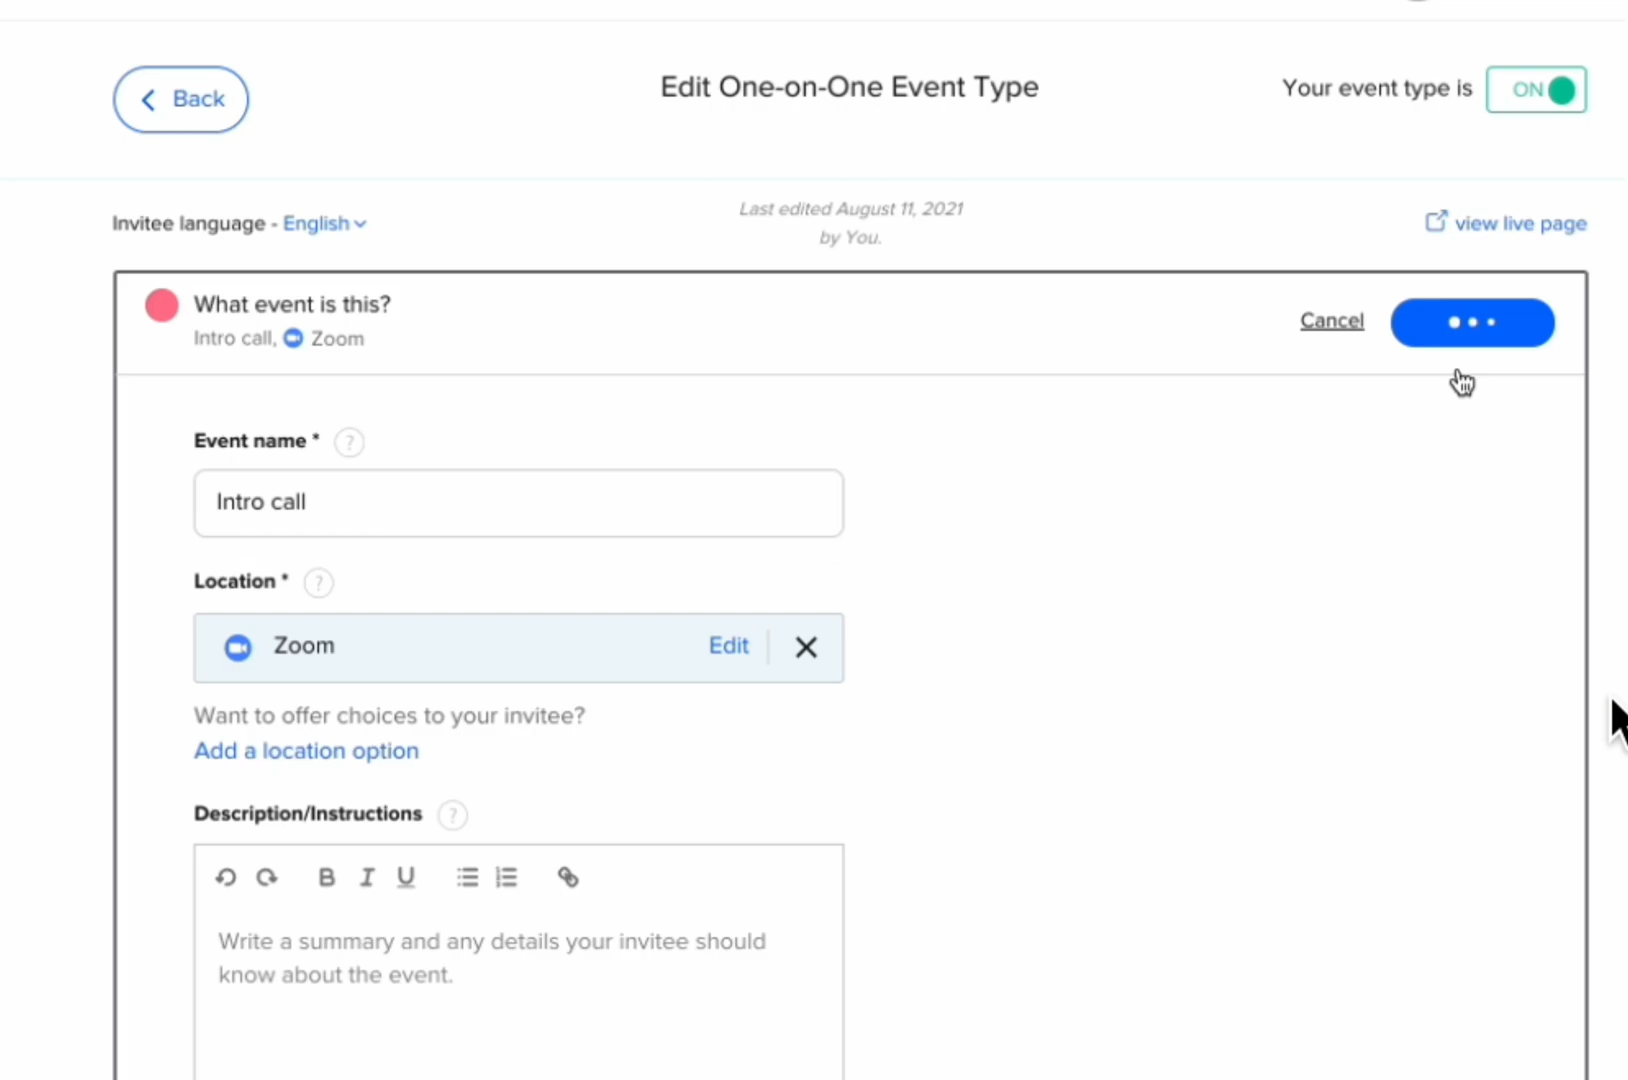 Back
Edit One-on-One Event Type
Your event type is
ON
Invitee language - English
Last edited August 11, 2021
by You.
view live page
What event is this?
Intro call, Zoom
Cancel
Event name * ?
Intro call
Location * ?
Zoom
Edit
Want to offer choices to your invitee?
Add a location option
Description/Instructions ?
B I U
Write a summary and any details your invitee should
know about the event.